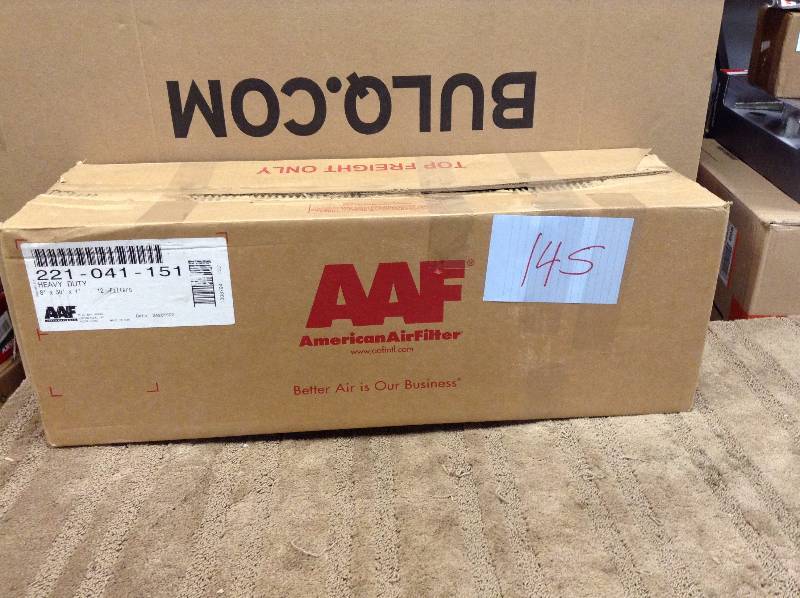 BULQ.COM
TOP FREIGHT ONLY
221-041-151
HEAVY DUTY
12 Filters
AAF
AAF®
AmericanAirFilter®
www.aafintl.com
Better Air is Our Business®
145